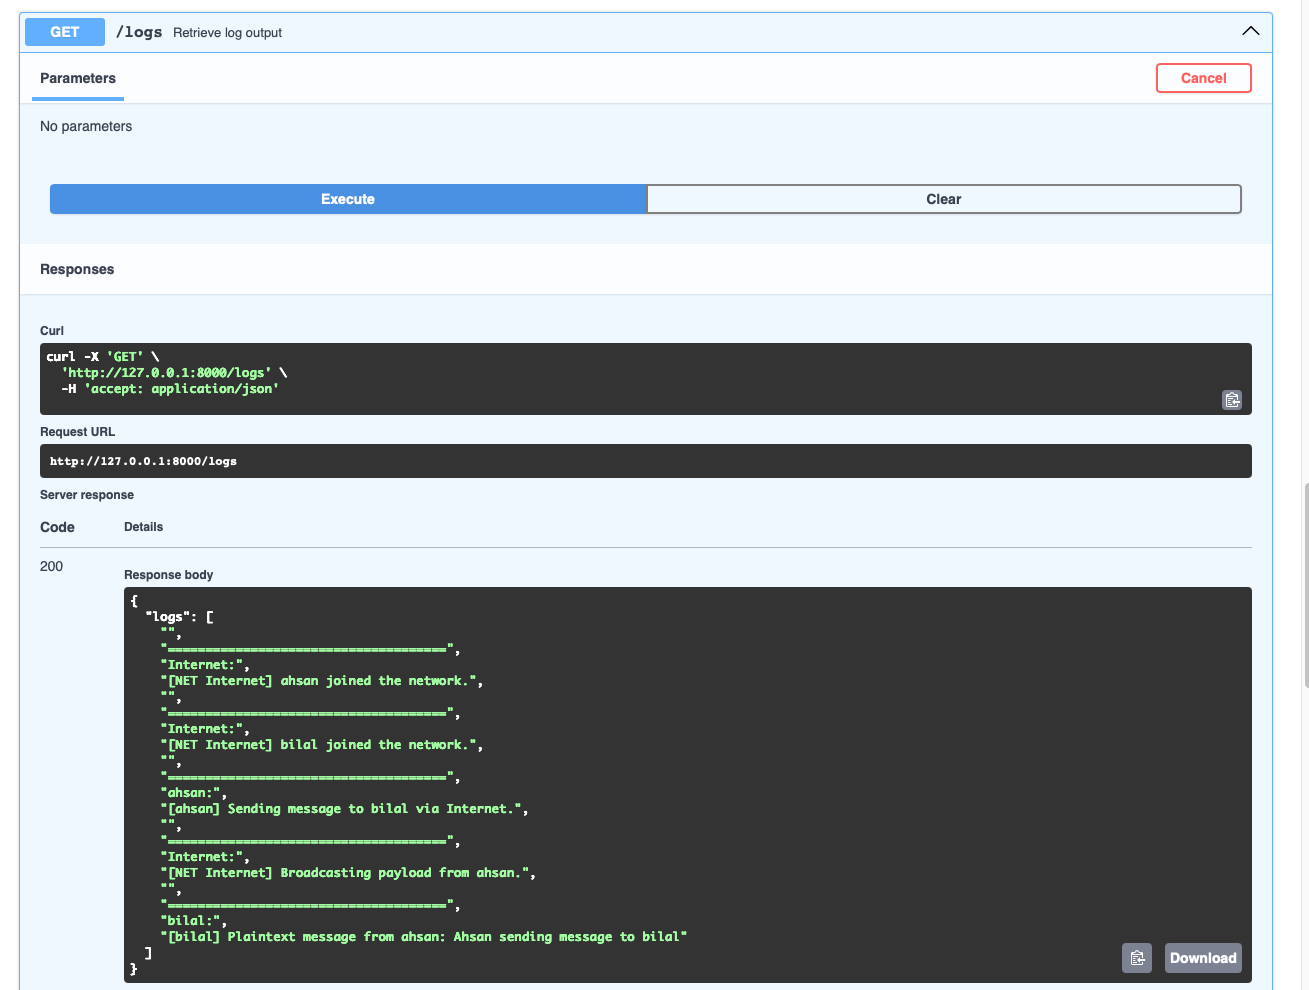 GET /logs Retrieve log output
Parameters
Cancel
No parameters
Execute
Clear
Responses
Curl
curl -X 'GET' \
'http://127.0.0.1:8000/logs' \
-H 'accept: application/json'
Request URL
http://127.0.0.1:8000/logs
Server response
Code Details
200
Response body
{
"logs": [
"",
"=====================================",
"Internet:",
"[NET Internet] ahsan joined the network.",
"",
"=====================================",
"Internet:",
"[NET Internet] bilal joined the network.",
"",
"=====================================",
"ahsan:",
"[ahsan] Sending message to bilal via Internet.",
"",
"=====================================",
"Internet:",
"[NET Internet] Broadcasting payload from ahsan.",
"",
"=====================================",
"bilal:",
"[bilal] Plaintext message from ahsan: Ahsan sending message to bilal"
]
}
Download